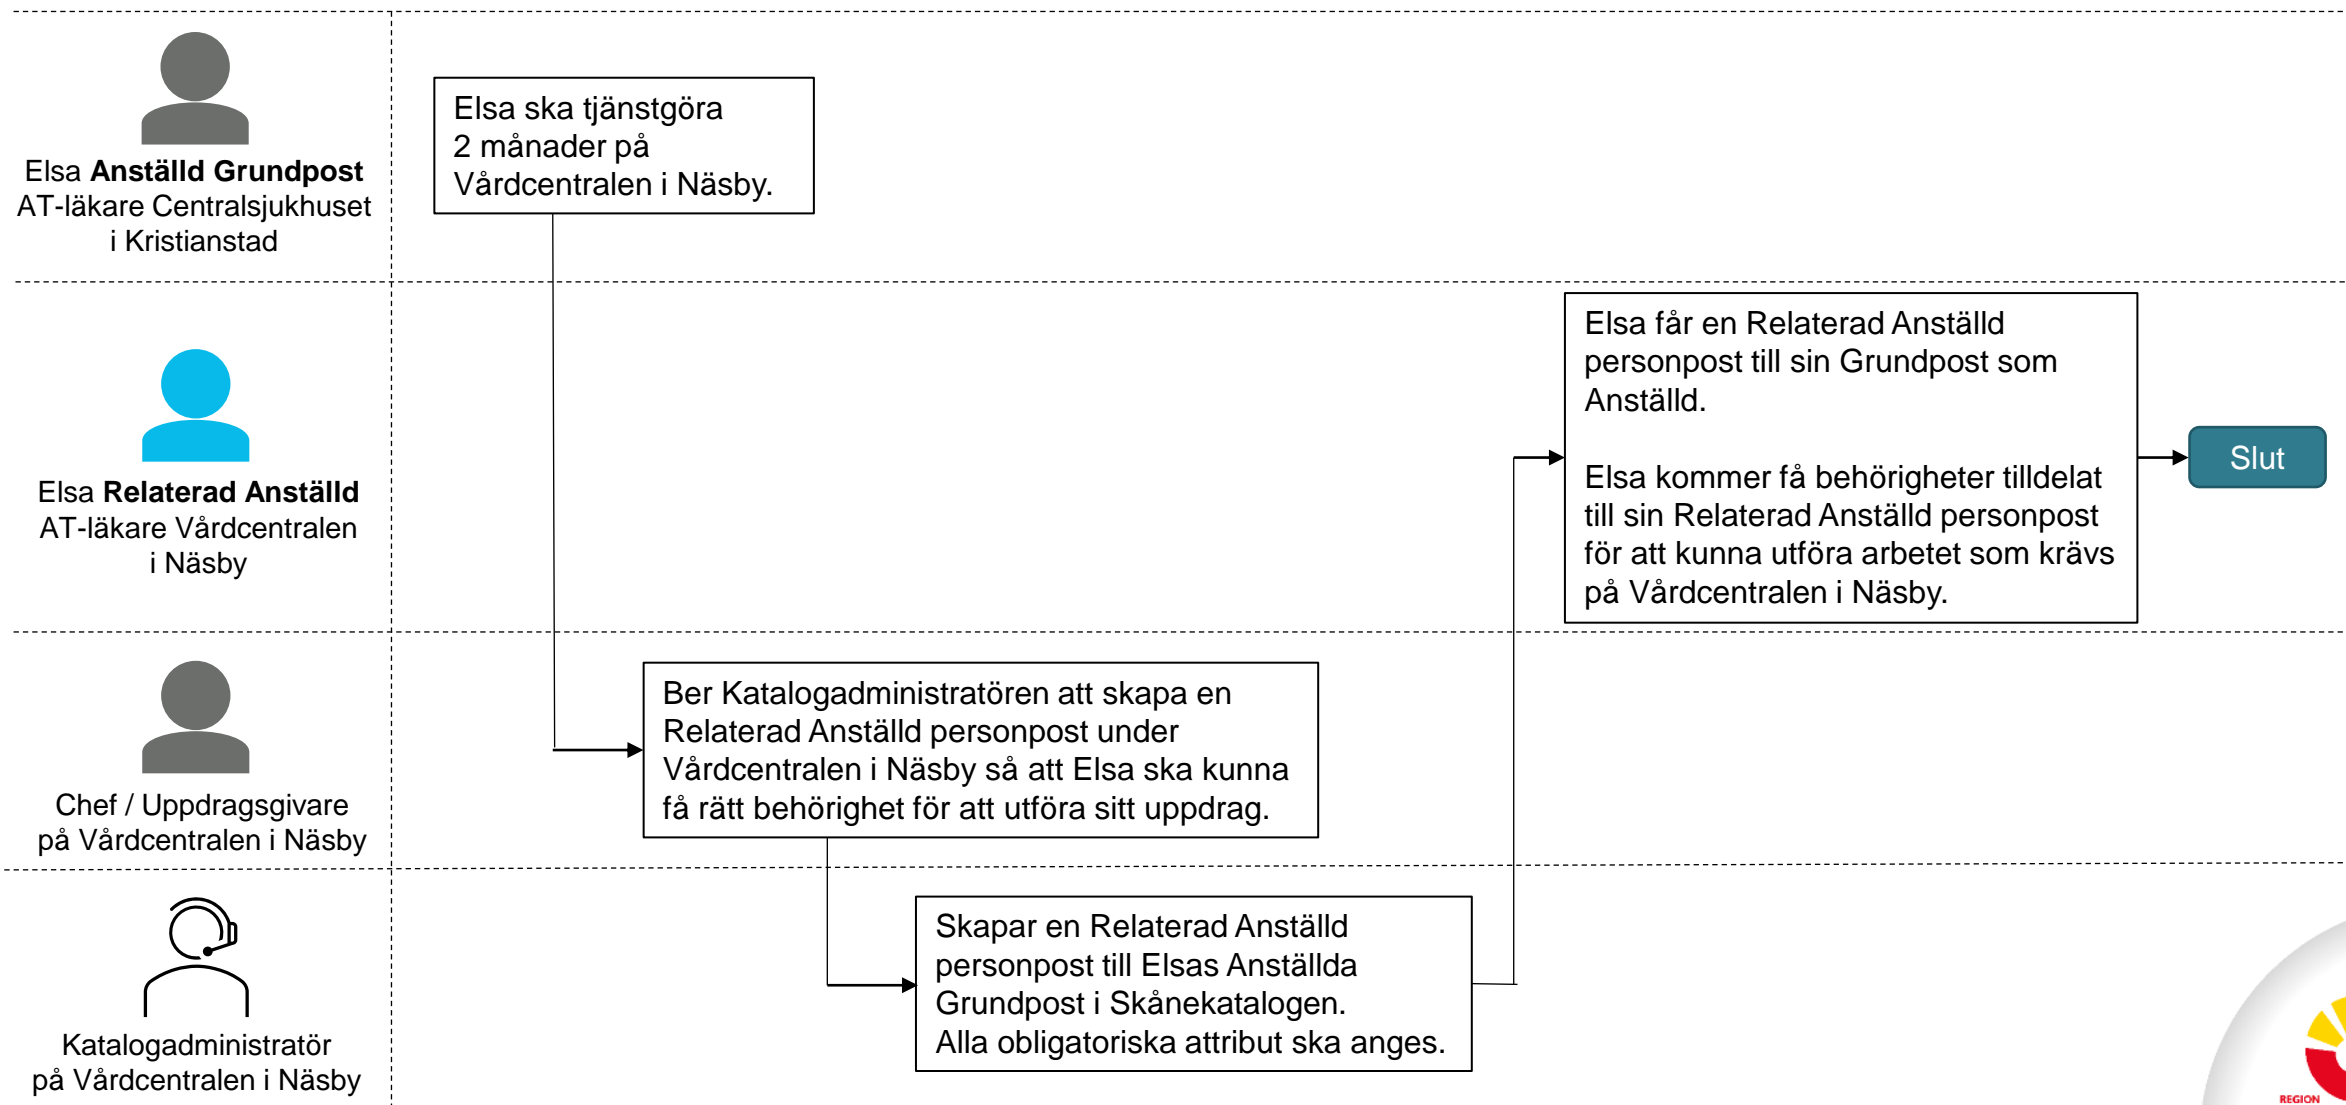 Elsa Anställd Grundpost
AT-läkare Centralsjukhuset
i Kristianstad
Elsa ska tjänstgöra
2 månader på
Vårdcentralen i Näsby.
Elsa Relaterad Anställd
AT-läkare Vårdcentralen
i Näsby
Elsa får en Relaterad Anställd
personpost till sin Grundpost som
Anställd.
Elsa kommer få behörigheter tilldelat
till sin Relaterad Anställd personpost
för att kunna utföra arbetet som krävs
på Vårdcentralen i Näsby.
Slut
Chef / Uppdragsgivare
på Vårdcentralen i Näsby
Ber Katalogadministratören att skapa en
Relaterad Anställd personpost under
Vårdcentralen i Näsby så att Elsa ska kunna
få rätt behörighet för att utföra sitt uppdrag.
Katalogadministratör
på Vårdcentralen i Näsby
Skapar en Relaterad Anställd
personpost till Elsas Anställda
Grundpost i Skånekatalogen.
Alla obligatoriska attribut ska anges.
REGION